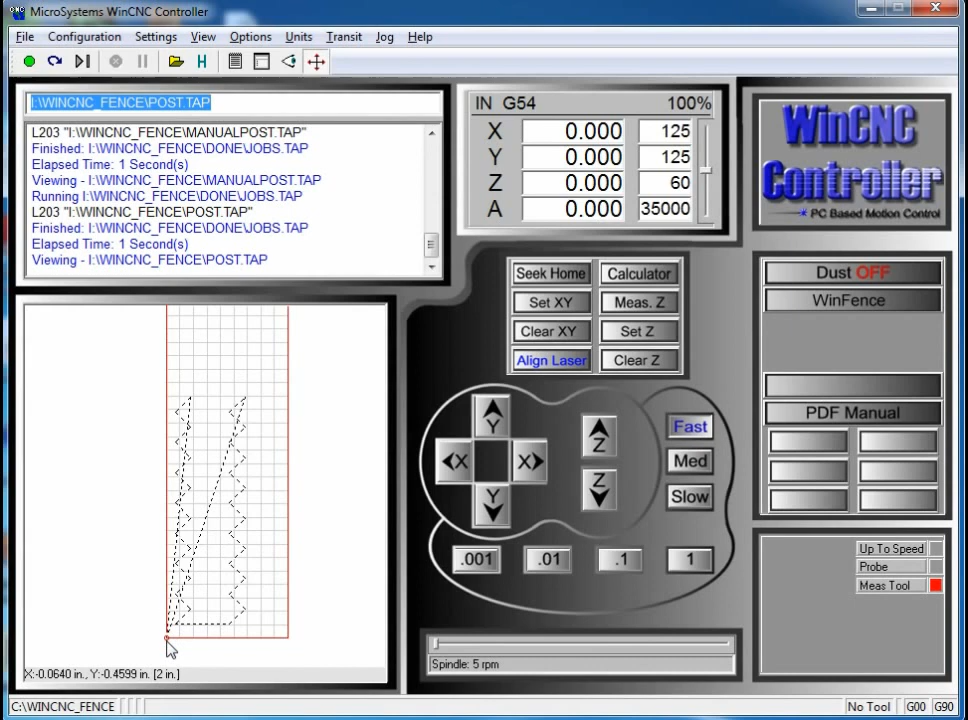 MicroSystems WinCNC Controller
File Configuration Settings View Options Units Transit Jog Help
H
I:\WINCNC_FENCE\POST.TAP
L203 "I:\WINCNC_FENCE\MANUALPOST.TAP"
Finished: I:\WINCNC_FENCE\DONE\JOBS.TAP
Elapsed Time: 1 Second(s)
Viewing - I:\WINCNC_FENCE\MANUALPOST.TAP
Running I:\WINCNC_FENCE\DONE\JOBS.TAP
L203 "I:\WINCNC_FENCE\POST.TAP"
Finished: I:\WINCNC_FENCE\DONE\JOBS.TAP
Elapsed Time: 1 Second(s)
Viewing - I:\WINCNC_FENCE\POST.TAP
IN G54 100%
X 0.000 125
Y 0.000 125
Z 0.000 60
A 0.000 35000
WinCNC
Controller
PC Based Motion Control
Seek Home Calculator
Set XY Meas. Z
Clear XY Set Z
Align Laser Clear Z
Dust OFF
WinFence
PDF Manual
Y
X X
Y
Z
Z
Fast
Med
Slow
.001 .01 .1 1
Up To Speed
Probe
Meas Tool
Spindle: 5 rpm
X:-0.0640 in., Y:-0.4599 in. [2 in.]
C:\WINCNC_FENCE No Tool G00 G90